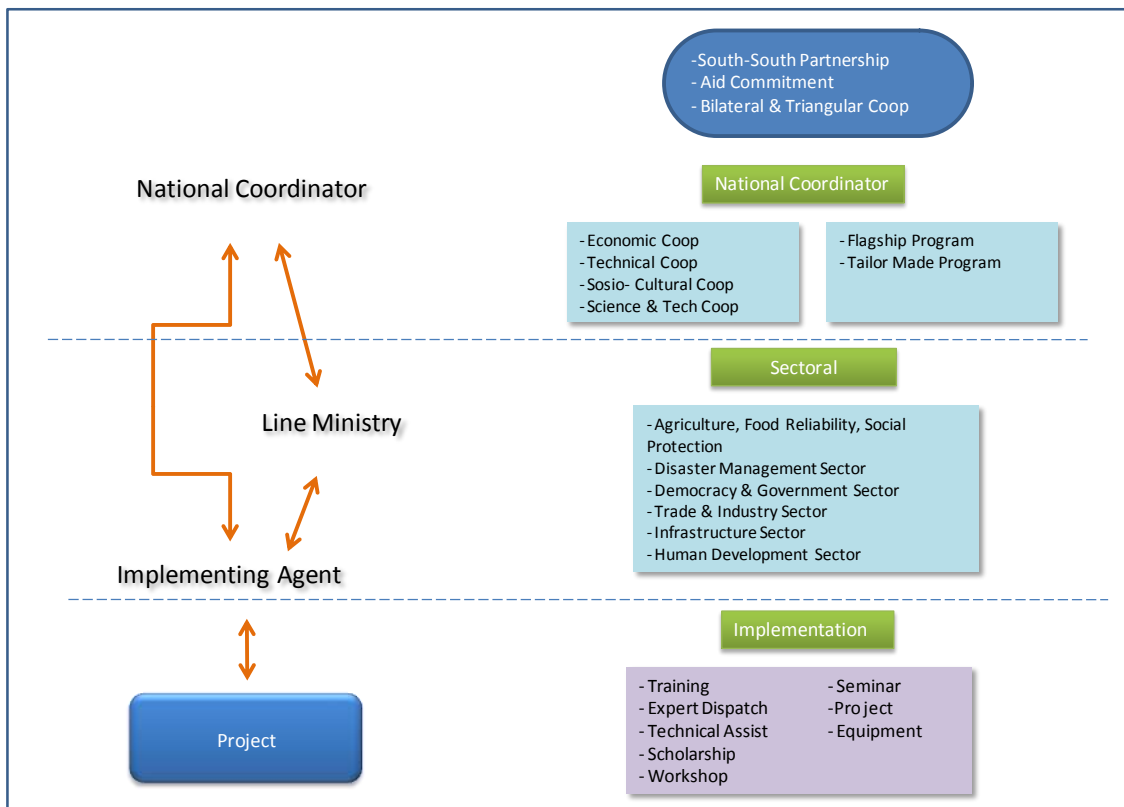 -South-South Partnership
- Aid Commitment
- Bilateral & Triangular Coop
National Coordinator
National Coordinator
- Economic Coop
- Technical Coop
- Sosio- Cultural Coop
- Science & Tech Coop
- Flagship Program
- Tailor Made Program
Sectoral
Line Ministry
- Agriculture, Food Reliability, Social
Protection
- Disaster Management Sector
- Democracy & Government Sector
- Trade & Industry Sector
- Infrastructure Sector
- Human Development Sector
Implementing Agent
Implementation
- Training
- Expert Dispatch
- Technical Assist
- Scholarship
- Workshop
- Seminar
- Project
- Equipment
Project